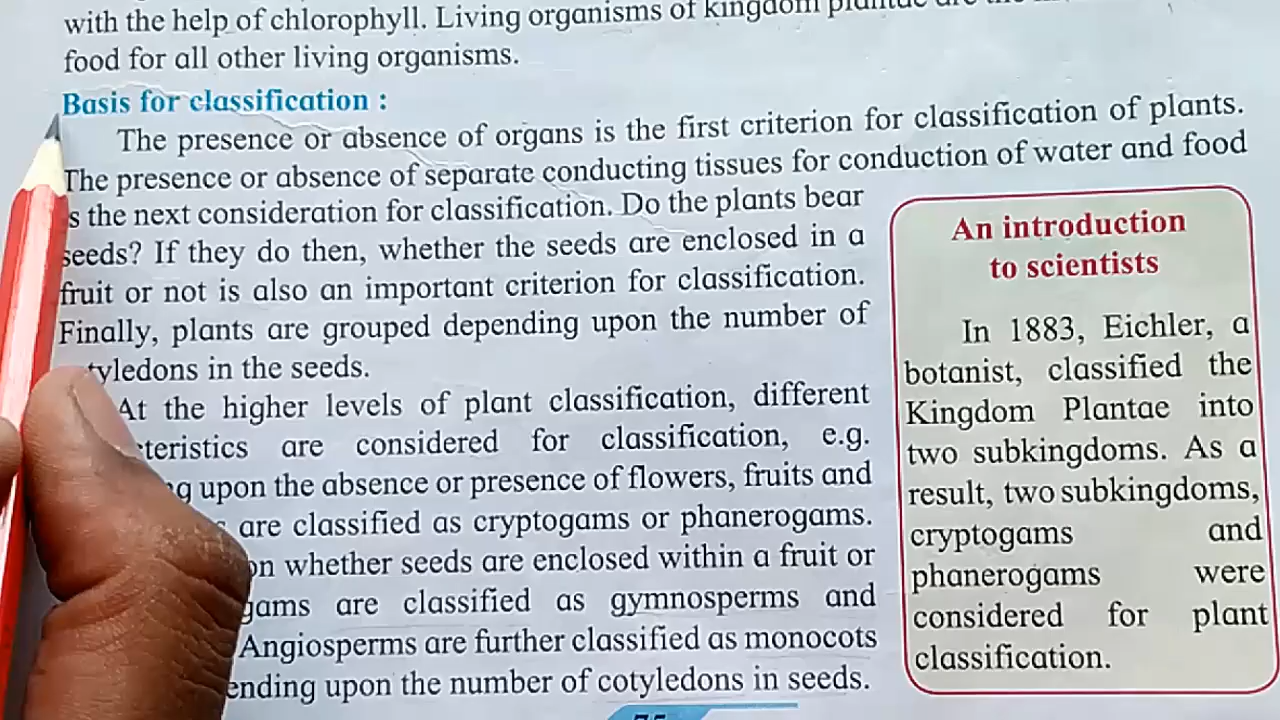 with the help of chlorophyll. Living organisms of kingdom plantae are the
food for all other living organisms.
Basis for classification :
The presence or absence of organs is the first criterion for classification of plants.
The presence or absence of separate conducting tissues for conduction of water and food
is the next consideration for classification. Do the plants bear
seeds? If they do then, whether the seeds are enclosed in a
fruit or not is also an important criterion for classification.
Finally, plants are grouped depending upon the number of
tyledons in the seeds.
At the higher levels of plant classification, different
teristics are considered for classification, e.g.
upon the absence or presence of flowers, fruits and
are classified as cryptogams or phanerogams.
on whether seeds are enclosed within a fruit or
gams are classified as gymnosperms and
Angiosperms are further classified as monocots
ending upon the number of cotyledons in seeds.
An introduction
to scientists
In 1883, Eichler, a
botanist, classified the
Kingdom Plantae into
two subkingdoms. As a
result, two subkingdoms,
cryptogams and
phanerogams were
considered for plant
classification.